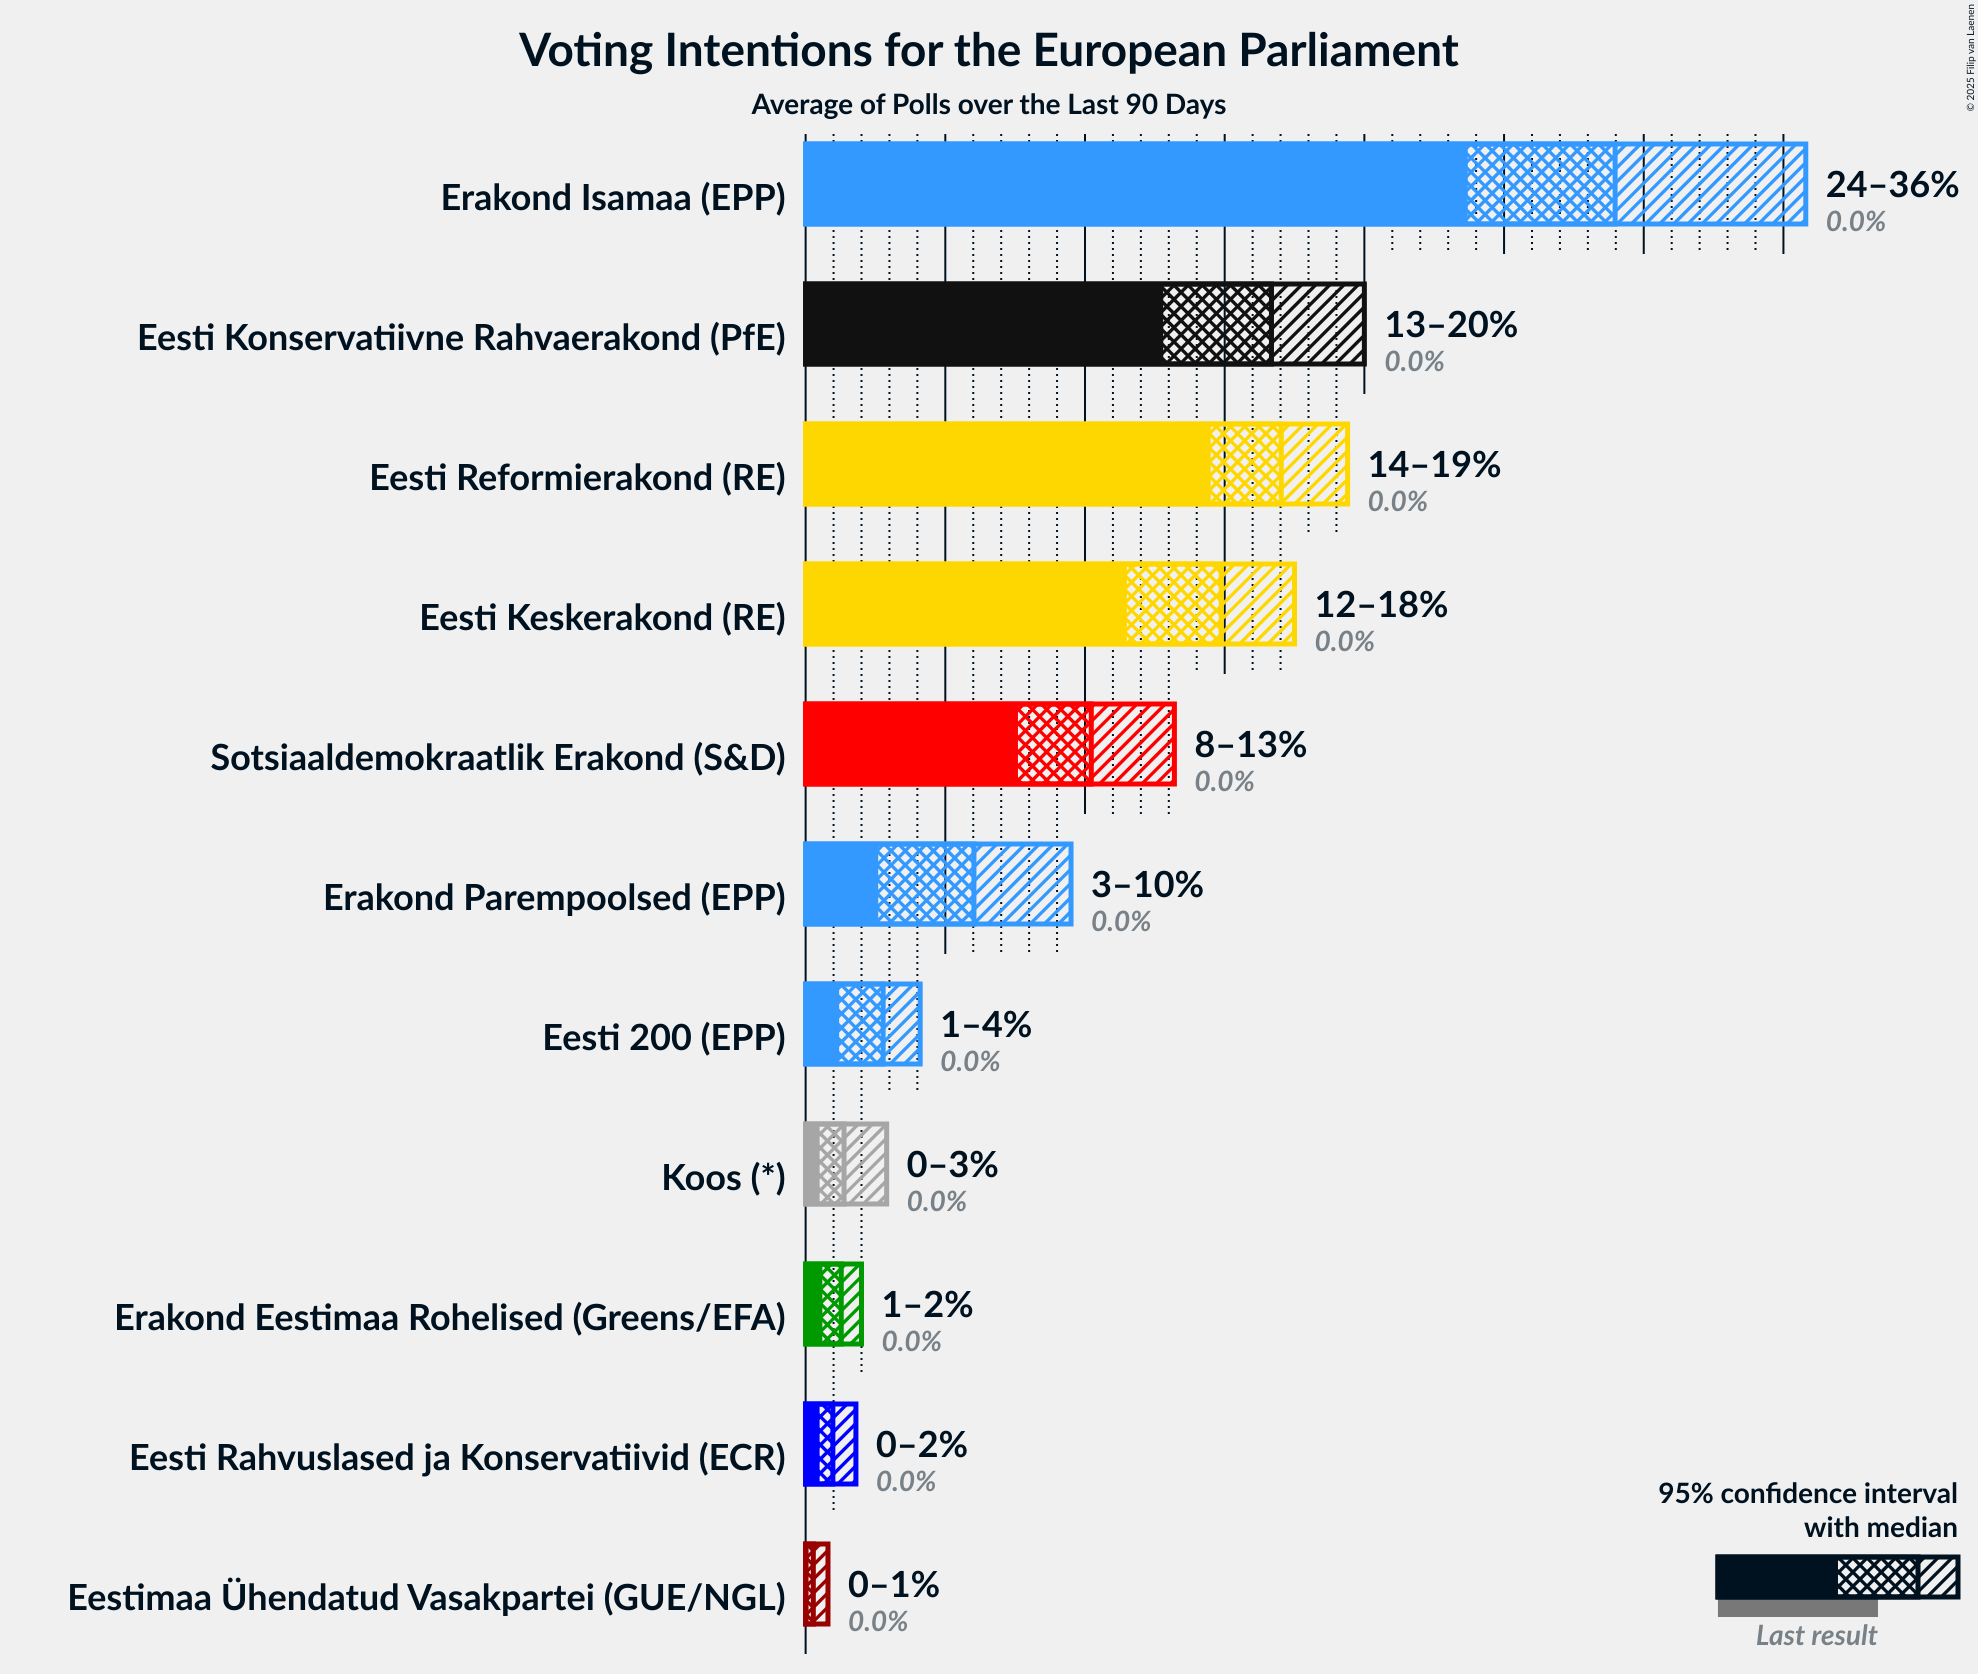 Voting Intentions for the European Parliament
Average of Polls over the Last 90 Days
© 2025 Filip van Laenen
Erakond Isamaa (EPP)
24–36%
0.0%
Eesti Konservatiivne Rahvaerakond (PfE)
13–20%
0.0%
Eesti Reformierakond (RE)
14–19%
0.0%
Eesti Keskerakond (RE)
12–18%
0.0%
Sotsiaaldemokraatlik Erakond (S&D)
8–13%
0.0%
Erakond Parempoolsed (EPP)
3–10%
0.0%
Eesti 200 (EPP)
1–4%
0.0%
Koos (*)
0–3%
0.0%
Erakond Eestimaa Rohelised (Greens/EFA)
1–2%
0.0%
Eesti Rahvuslased ja Konservatiivid (ECR)
0–2%
0.0%
Eestimaa Ühendatud Vasakpartei (GUE/NGL)
0–1%
0.0%
95% confidence interval
with median
Last result